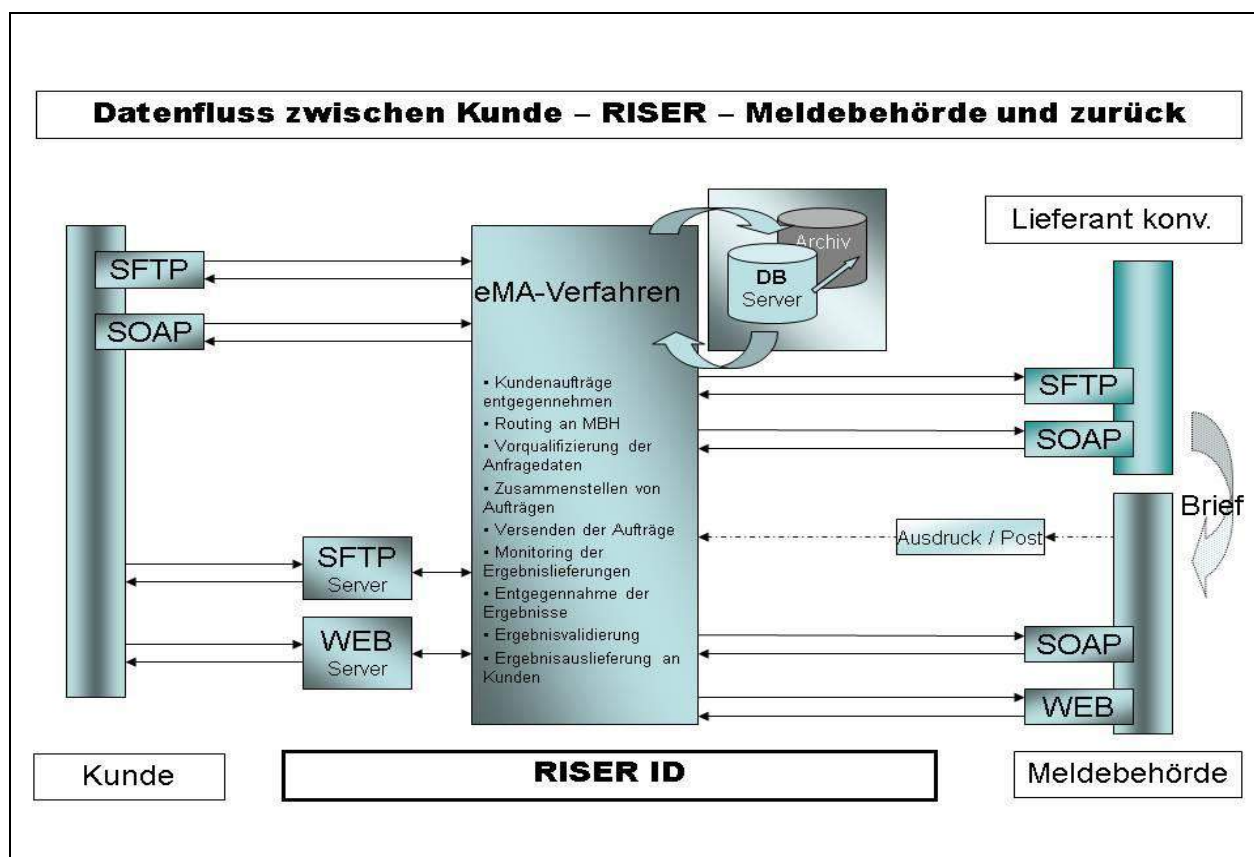 Datenfluss zwischen Kunde – RISER – Meldebehörde und zurück
Lieferant konv.
SFTP
SOAP
eMA-Verfahren
Archiv
DB
Server
▪ Kundenaufträge
entgegennehmen
▪ Routing an MBH
▪ Vorqualifizierung der
Anfragedaten
▪ Zusammenstellen von
Aufträgen
▪ Versenden der Aufträge
▪ Monitoring der
Ergebnislieferungen
▪ Entgegennahme der
Ergebnisse
▪ Ergebnisvalidierung
▪ Ergebnisauslieferung an
Kunden
SFTP
SOAP
Brief
Ausdruck / Post
SFTP
Server
WEB
Server
SOAP
WEB
Kunde
RISER ID
Meldebehörde